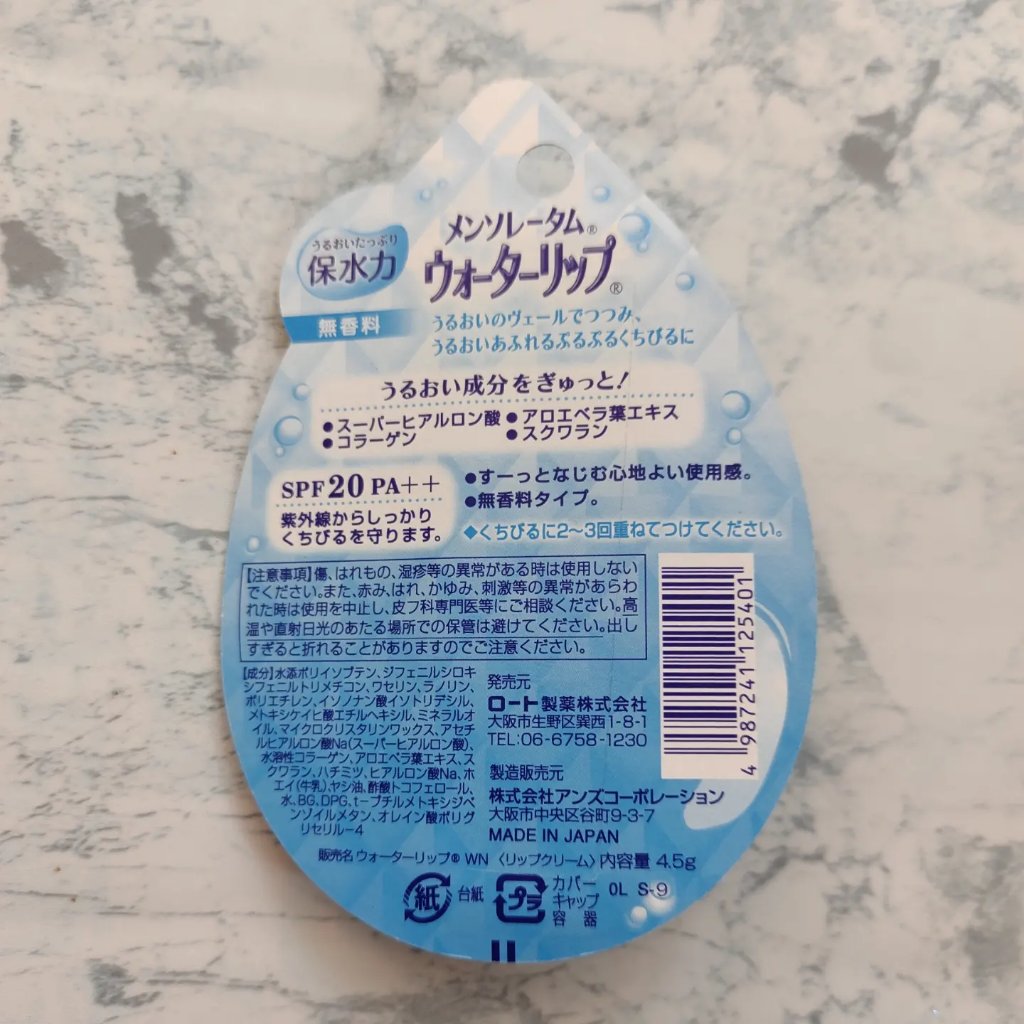 うるおいたっぷり
保水力
無香料
メンソレータム®
ウォーターリップ®
うるおいのヴェールでつつみ、
うるおいあふれるぷるぷるくちびるに
うるおい成分をぎゅっと!
●スーパーヒアルロン酸 ●アロエベラ葉エキス
●コラーゲン ●スクワラン
SPF20 PA++
紫外線からしっかり
くちびるを守ります。
●すーっとなじむ心地よい使用感。
●無香料タイプ。
◆くちびるに2〜3回重ねてつけてください。
【注意事項】傷、はれもの、湿疹等の異常がある時は使用しない
でください。また、赤み、はれ、かゆみ、刺激等の異常があらわ
れた時は使用を中止し、皮フ科専門医等にご相談ください。高
温や直射日光のあたる場所での保管は避けてください。出し
すぎると折れることがありますのでご注意ください。
【成分】水添ポリイソブテン、ジフェニルシロキ
シフェニルトリメチコン、ワセリン、ラノリン、
ポリエチレン、イソノナン酸イソトリデシル、
メトキシケイヒ酸エチルヘキシル、ミネラルオ
イル、マイクロクリスタリンワックス、アセチ
ルヒアルロン酸Na(スーパーヒアルロン酸)、
水溶性コラーゲン、アロエベラ葉エキス、ス
クワラン、ハチミツ、ヒアルロン酸Na、ホ
エイ(牛乳)、ヤシ油、酢酸トコフェロール、
水、BG、DPG、t-ブチルメトキシジベ
ンゾイルメタン、オレイン酸ポリグ
リセリル-4
発売元
ロート製薬株式会社
大阪市生野区巽西1-8-1
TEL:06-6758-1230
製造販売元
株式会社アンズコーポレーション
大阪市中央区谷町9-3-7
MADE IN JAPAN
4 987241 125401
販売名 ウォーターリップ® WN 〈リップクリーム〉 内容量 4.5g
紙 台紙
プラ カバー
キャップ
容器
0L S-9